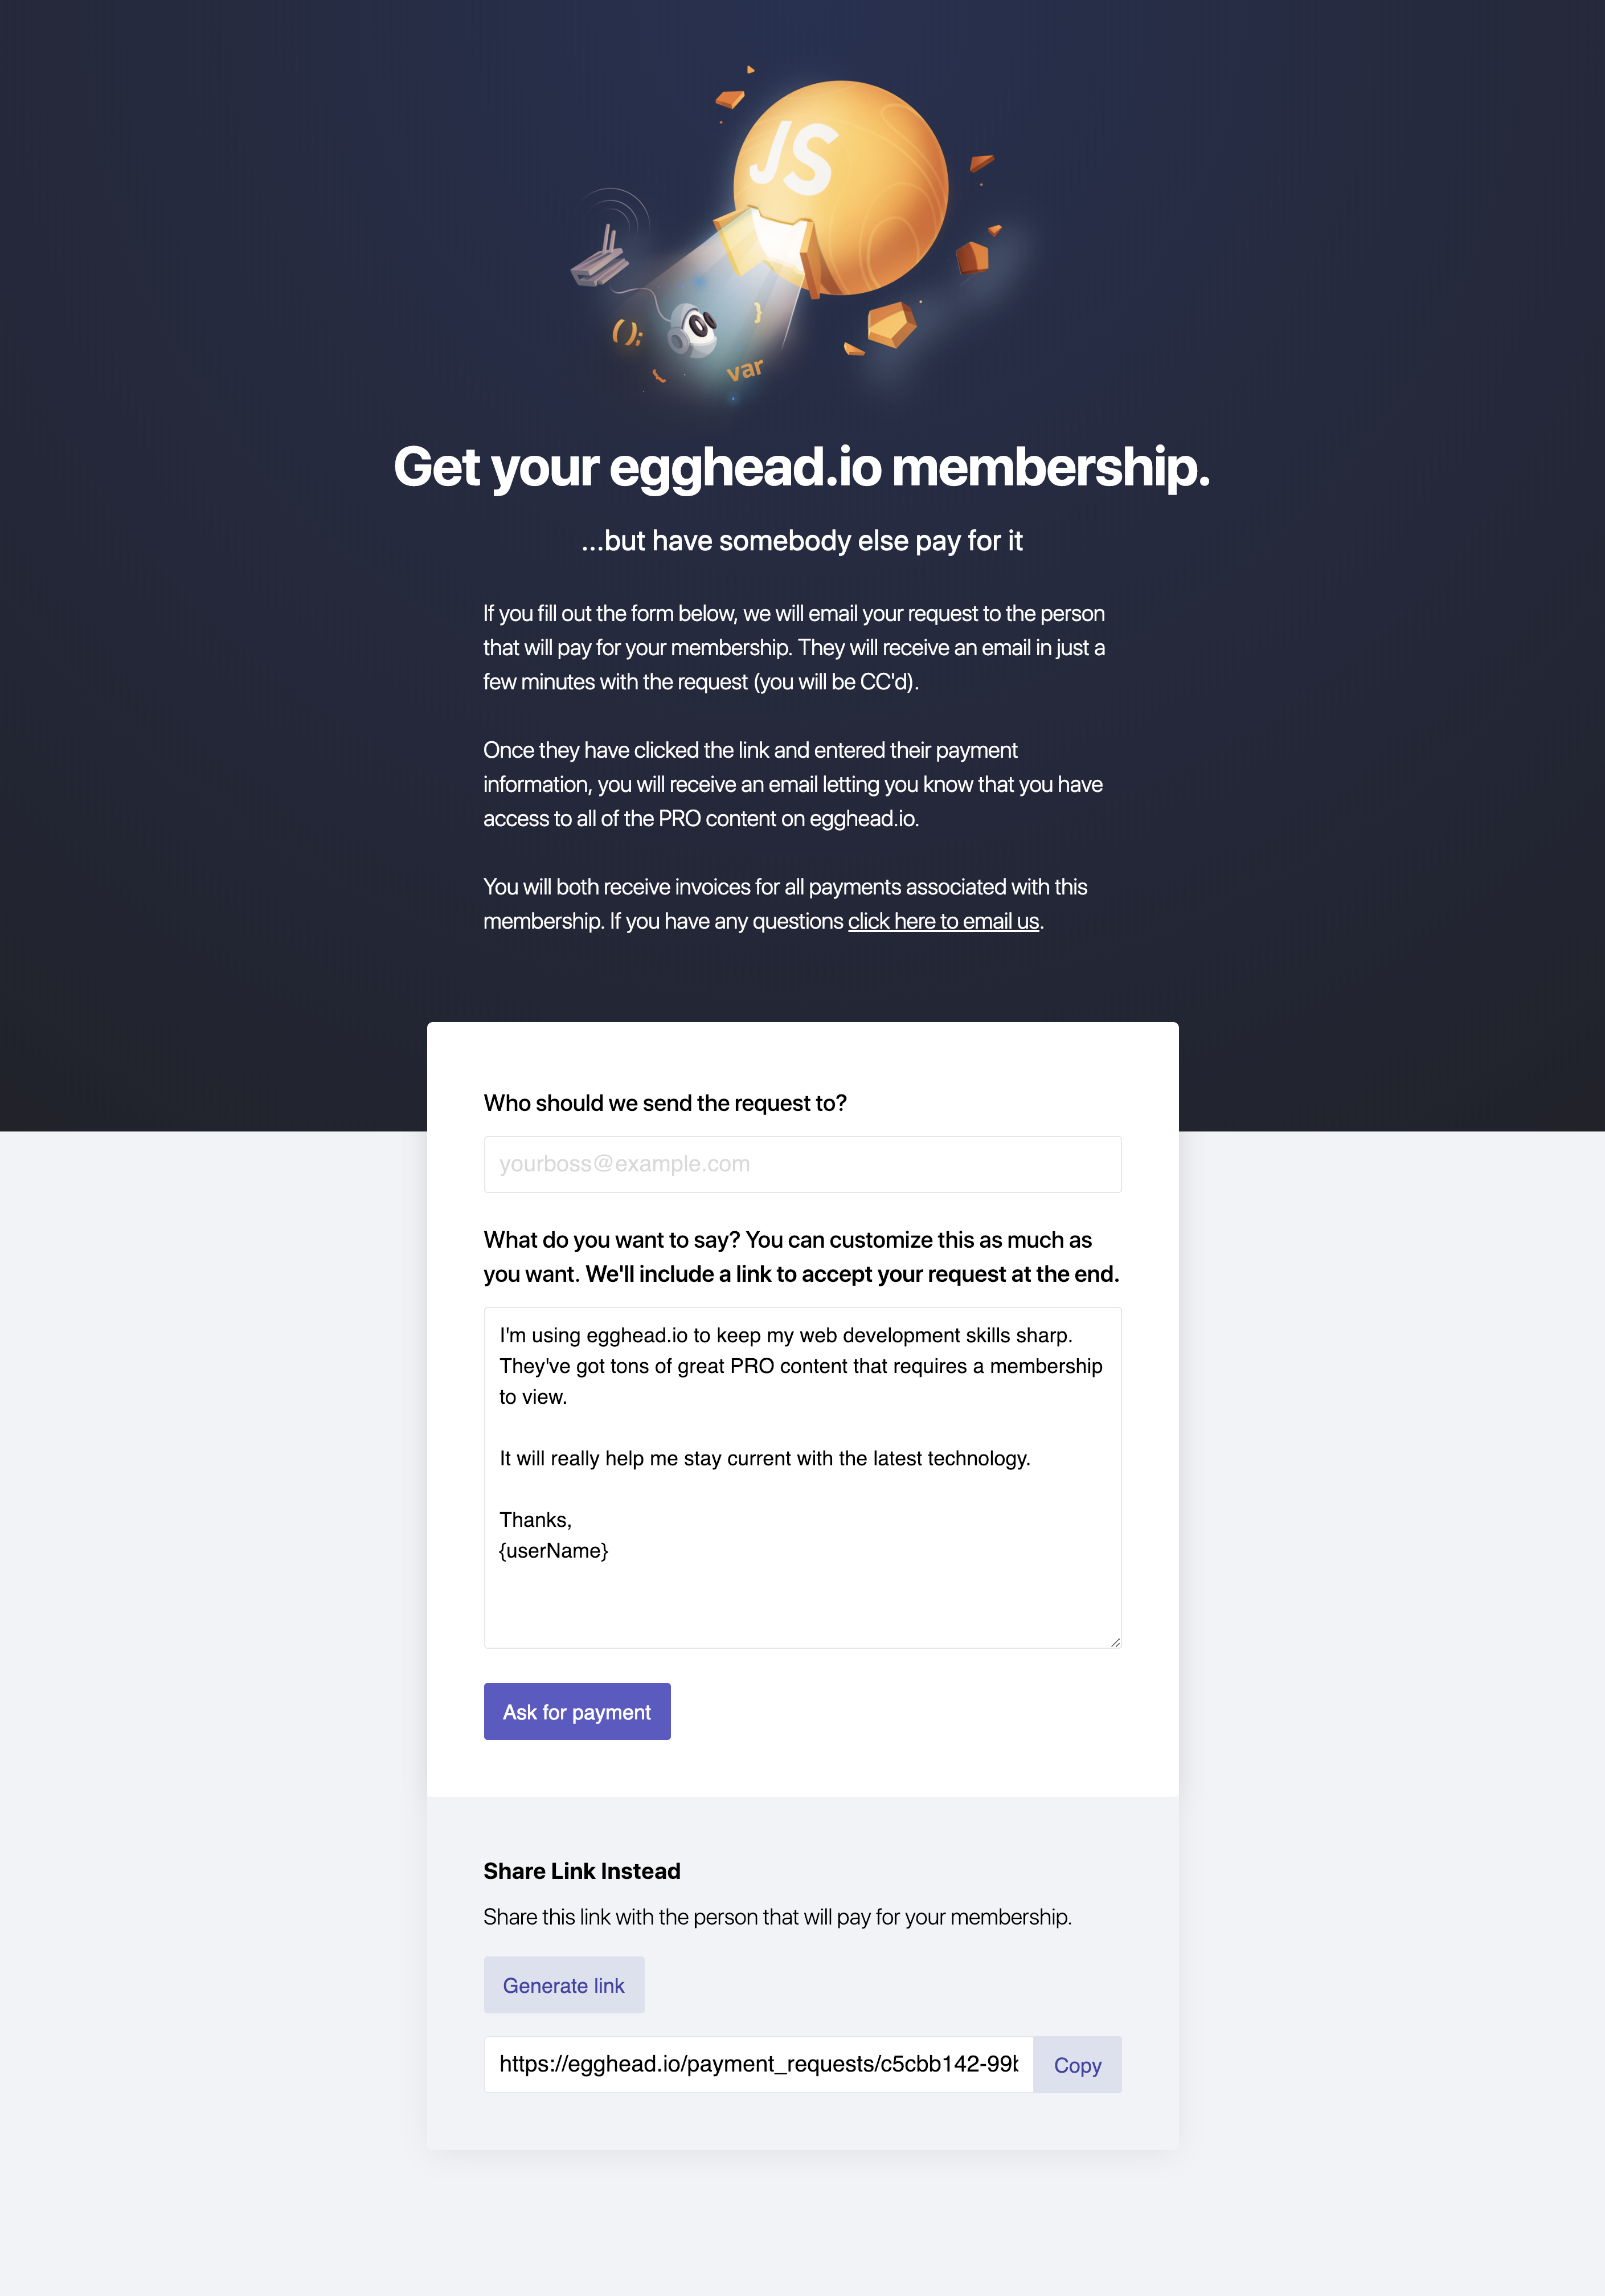 JS
();
}
{
var
Get your egghead.io membership.
...but have somebody else pay for it
If you fill out the form below, we will email your request to the person
that will pay for your membership. They will receive an email in just a
few minutes with the request (you will be CC'd).
Once they have clicked the link and entered their payment
information, you will receive an email letting you know that you have
access to all of the PRO content on egghead.io.
You will both receive invoices for all payments associated with this
membership. If you have any questions click here to email us.
Who should we send the request to?
yourboss@example.com
What do you want to say? You can customize this as much as
you want. We'll include a link to accept your request at the end.
I'm using egghead.io to keep my web development skills sharp.
They've got tons of great PRO content that requires a membership
to view.
It will really help me stay current with the latest technology.
Thanks,
{userName}
Ask for payment
Share Link Instead
Share this link with the person that will pay for your membership.
Generate link
https://egghead.io/payment_requests/c5cbb142-99b
Copy